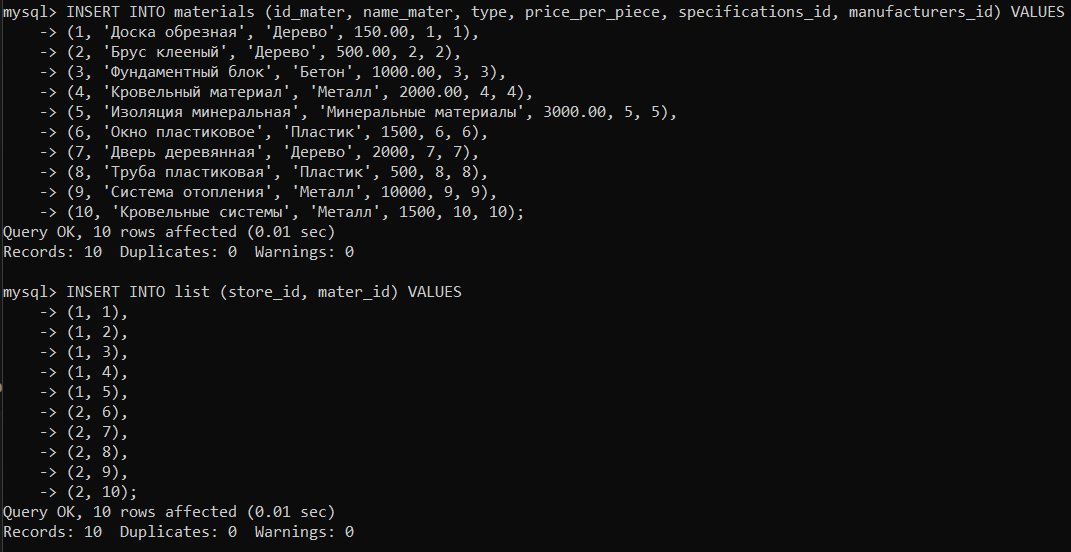 mysql> INSERT INTO materials (id_mater, name_mater, type, price_per_piece, specifications_id, manufacturers_id) VALUES
    -> (1, 'Доска обрезная', 'Дерево', 150.00, 1, 1),
    -> (2, 'Брус клееный', 'Дерево', 500.00, 2, 2),
    -> (3, 'Фундаментный блок', 'Бетон', 1000.00, 3, 3),
    -> (4, 'Кровельный материал', 'Металл', 2000.00, 4, 4),
    -> (5, 'Изоляция минеральная', 'Минеральные материалы', 3000.00, 5, 5),
    -> (6, 'Окно пластиковое', 'Пластик', 1500, 6, 6),
    -> (7, 'Дверь деревянная', 'Дерево', 2000, 7, 7),
    -> (8, 'Труба пластиковая', 'Пластик', 500, 8, 8),
    -> (9, 'Система отопления', 'Металл', 10000, 9, 9),
    -> (10, 'Кровельные системы', 'Металл', 1500, 10, 10);
Query OK, 10 rows affected (0.01 sec)
Records: 10  Duplicates: 0  Warnings: 0

mysql> INSERT INTO list (store_id, mater_id) VALUES
    -> (1, 1),
    -> (1, 2),
    -> (1, 3),
    -> (1, 4),
    -> (1, 5),
    -> (2, 6),
    -> (2, 7),
    -> (2, 8),
    -> (2, 9),
    -> (2, 10);
Query OK, 10 rows affected (0.01 sec)
Records: 10  Duplicates: 0  Warnings: 0